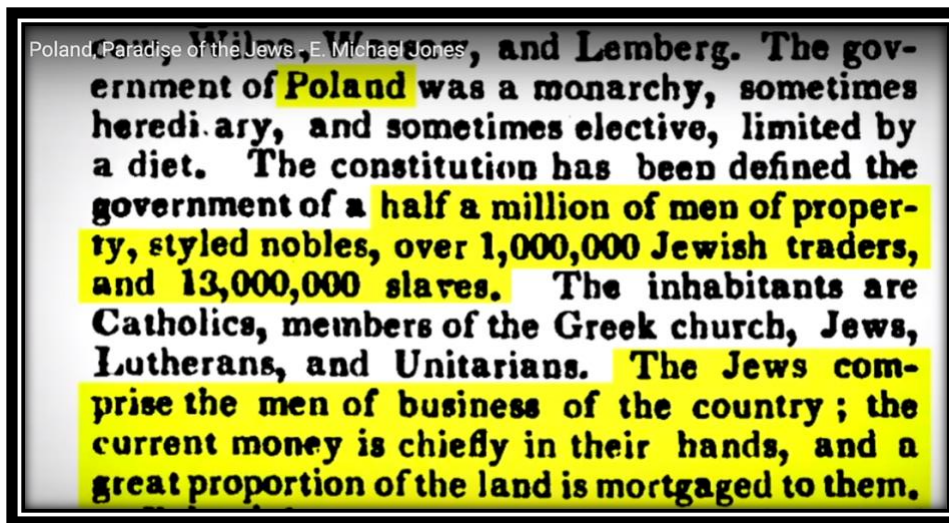 Poland, Paradise of the Jews - E. Michael Jones
Wilna, Warsaw, and Lemberg. The gov-
ernment of Poland was a monarchy, sometimes
heredi.ary, and sometimes elective, limited by
a diet. The constitution has been defined the
government of a half a million of men of proper-
ty, styled nobles, over 1,000,000 Jewish traders,
and 13,000,000 slaves. The inhabitants are
Catholics, members of the Greek church, Jews,
Lutherans, and Unitarians. The Jews com-
prise the men of business of the country; the
current money is chiefly in their hands, and a
great proportion of the land is mortgaged to them.